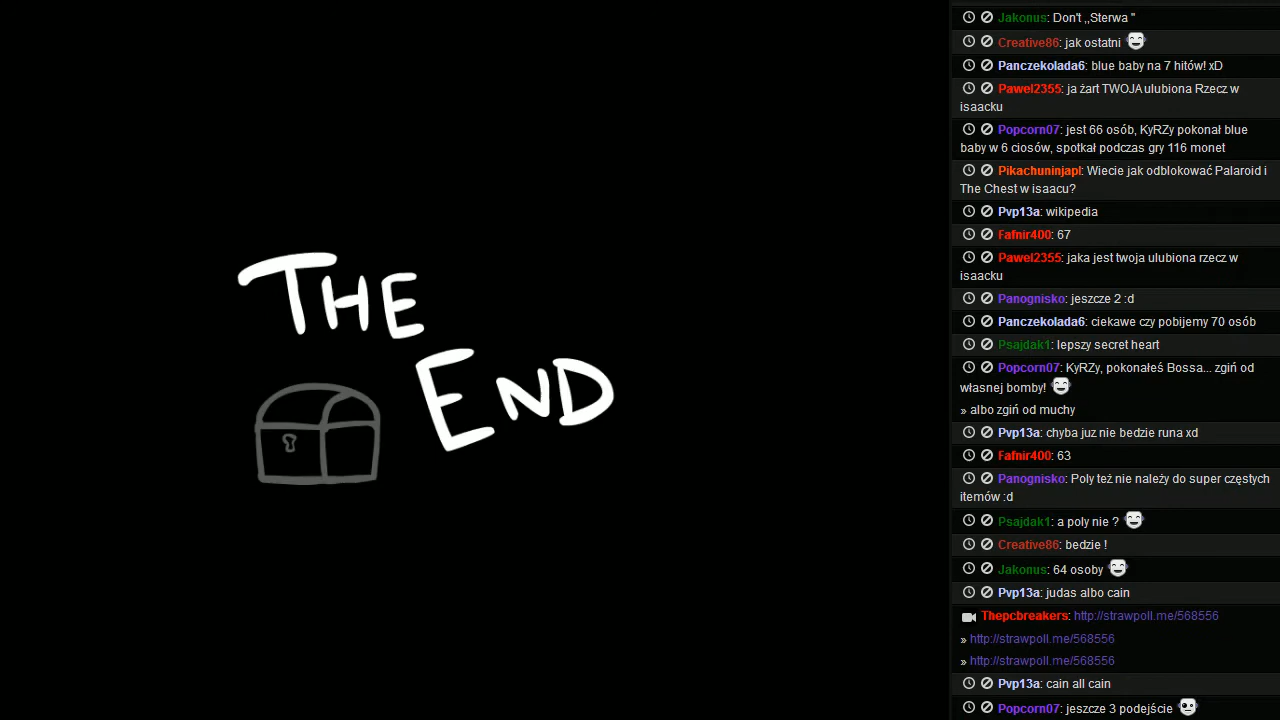 THE
END
Jakonus: Don't ,,Sterwa "
Creative86: jak ostatni
Panczekolada6: blue baby na 7 hitów! xD
Pawel2355: ja żart TWOJA ulubiona Rzecz w
isaacku
Popcorn07: jest 66 osób, KyRZy pokonał blue
baby w 6 ciosów, spotkał podczas gry 116 monet
Pikachuninjapl: Wiecie jak odblokować Palaroid i
The Chest w isaacu?
Pvp13a: wikipedia
Fafnir400: 67
Pawel2355: jaka jest twoja ulubiona rzecz w
isaacku
Panognisko: jeszcze 2 :d
Panczekolada6: ciekawe czy pobijemy 70 osób
Psajdak1: lepszy secret heart
Popcorn07: KyRZy, pokonałeś Bossa... zgiń od
własnej bomby!
» albo zgiń od muchy
Pvp13a: chyba juz nie bedzie runa xd
Fafnir400: 63
Panognisko: Poly też nie należy do super częstych
itemów :d
Psajdak1: a poly nie ?
Creative86: bedzie !
Jakonus: 64 osoby
Pvp13a: judas albo cain
Thepcbreakers: http://strawpoll.me/568556
» http://strawpoll.me/568556
» http://strawpoll.me/568556
Pvp13a: cain all cain
Popcorn07: jeszcze 3 podejście